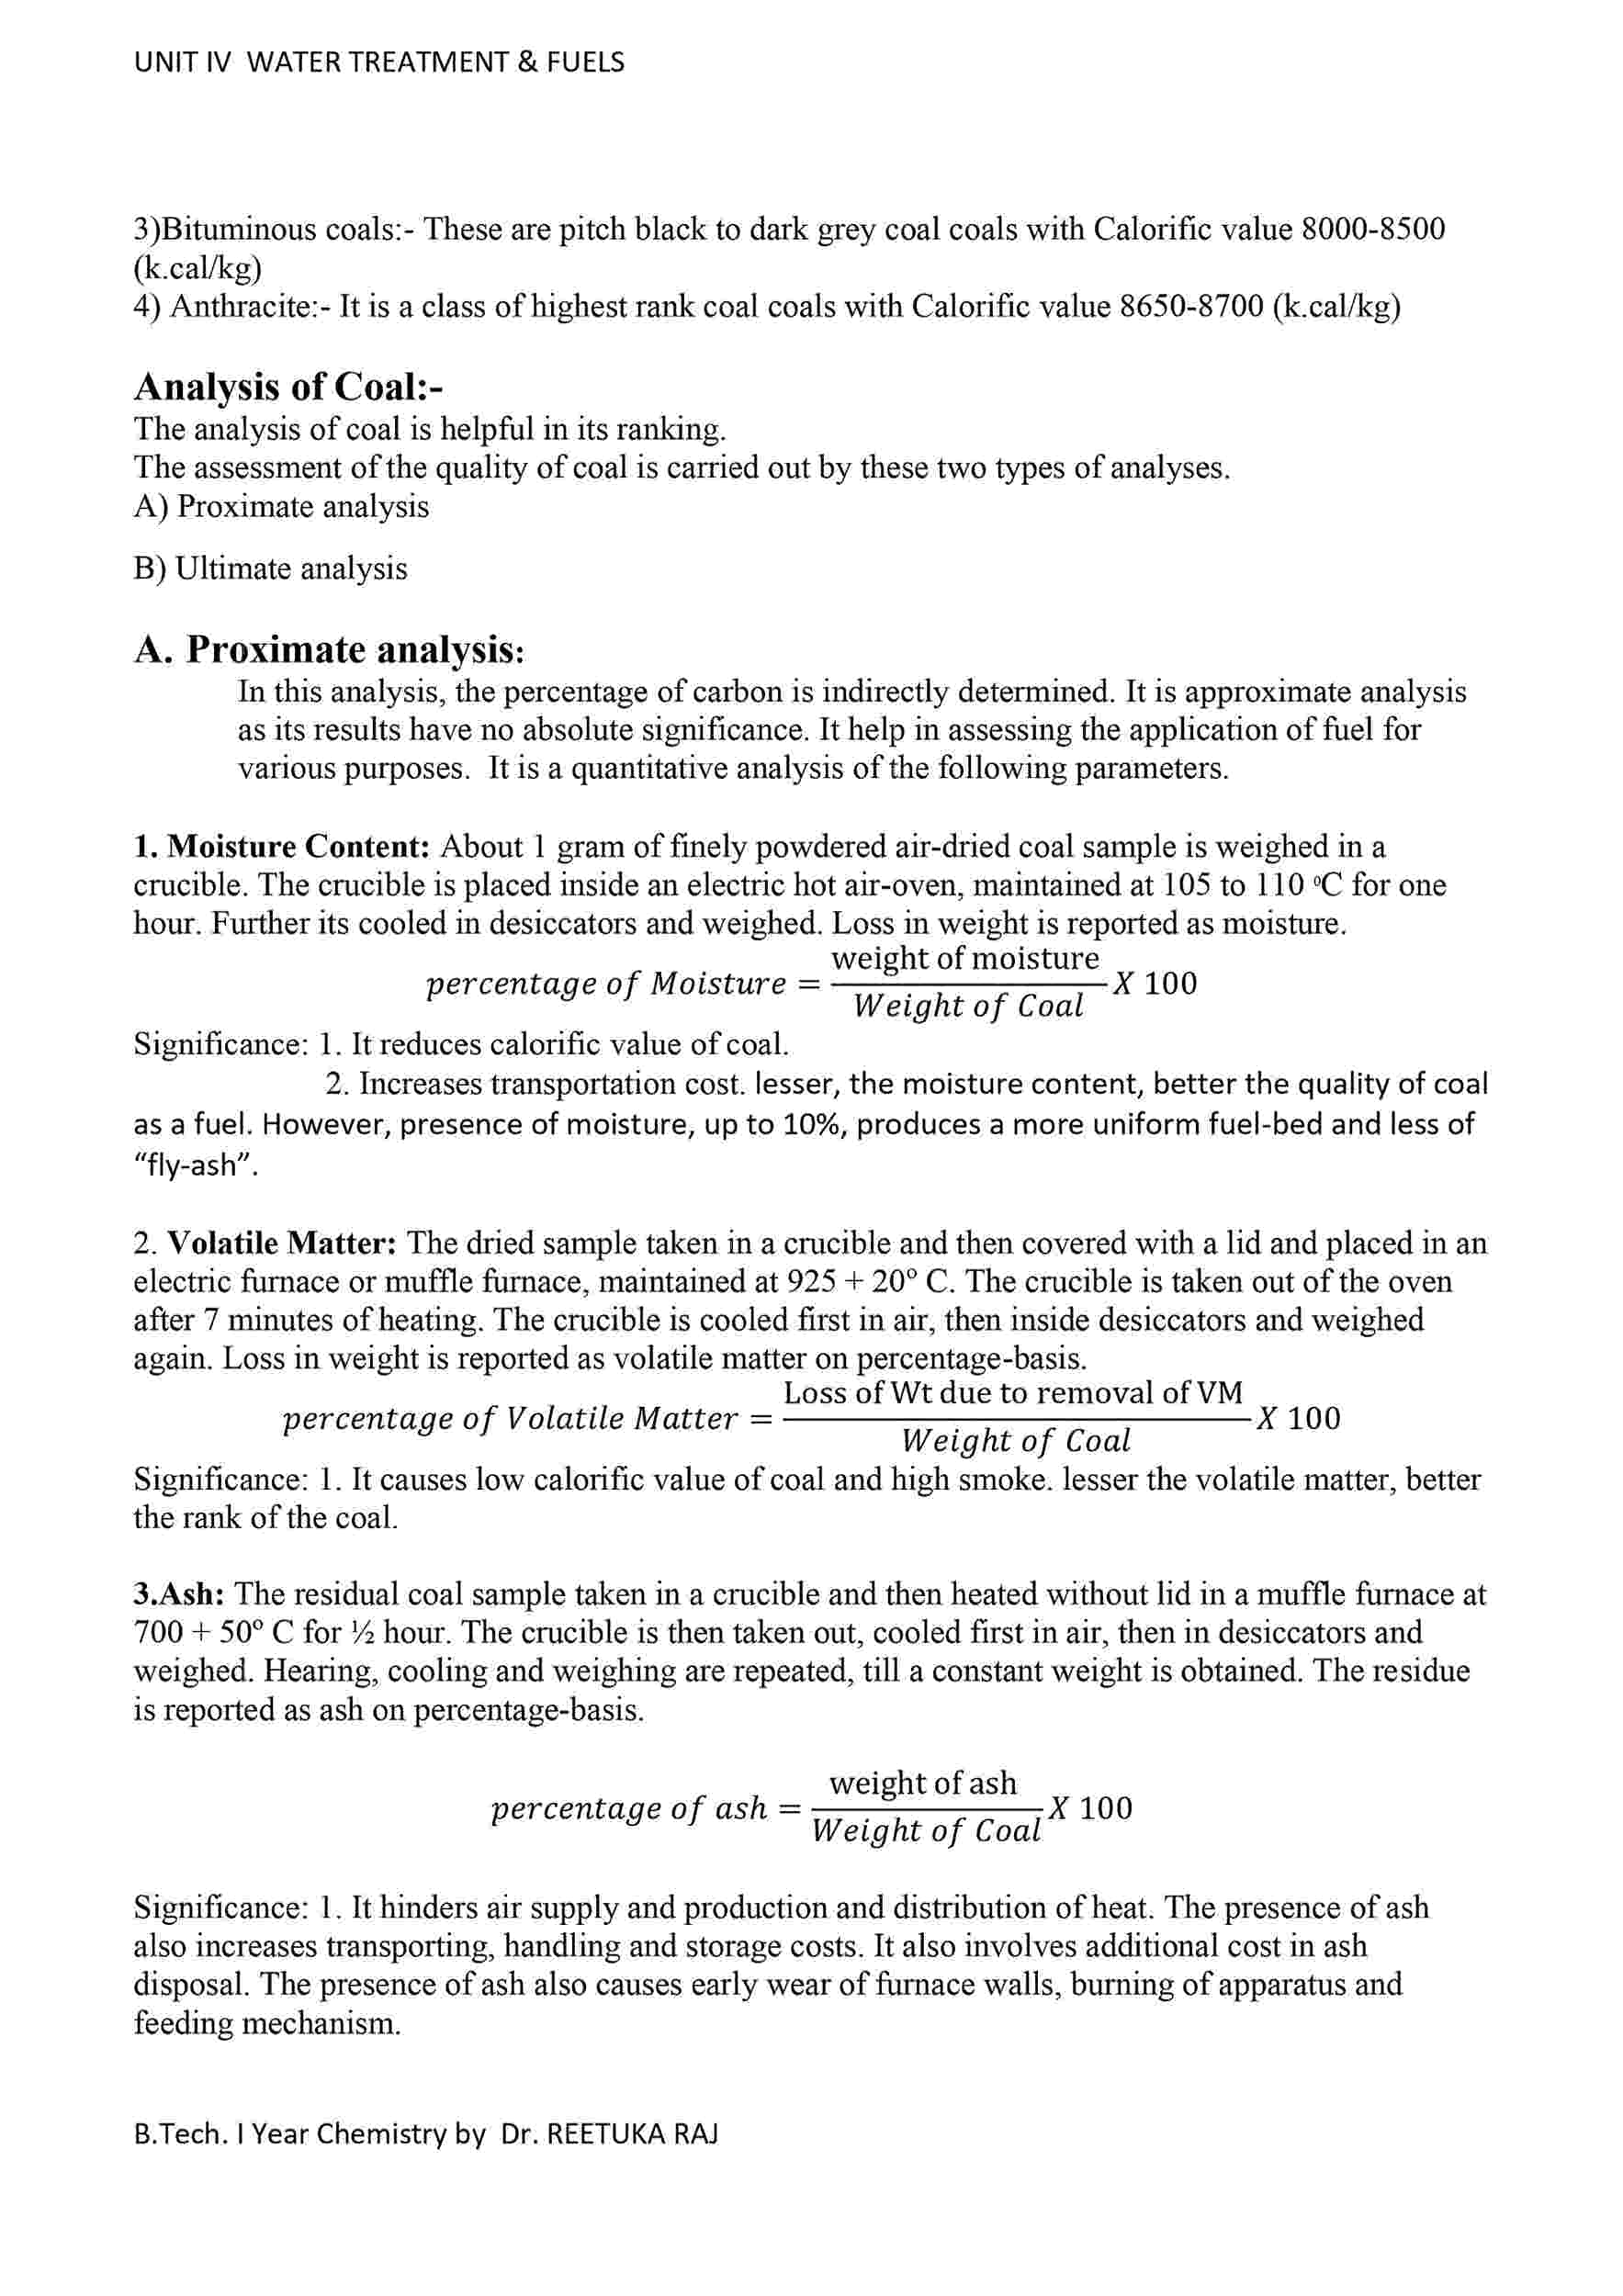 UNIT IV  WATER TREATMENT & FUELS
3)Bituminous coals:- These are pitch black to dark grey coal coals with Calorific value 8000-8500
(k.cal/kg)
4) Anthracite:- It is a class of highest rank coal coals with Calorific value 8650-8700 (k.cal/kg)
Analysis of Coal:-
The analysis of coal is helpful in its ranking.
The assessment of the quality of coal is carried out by these two types of analyses.
A) Proximate analysis
B) Ultimate analysis
A. Proximate analysis:
In this analysis, the percentage of carbon is indirectly determined. It is approximate analysis
as its results have no absolute significance. It help in assessing the application of fuel for
various purposes.  It is a quantitative analysis of the following parameters.
1. Moisture Content: About 1 gram of finely powdered air-dried coal sample is weighed in a
crucible. The crucible is placed inside an electric hot air-oven, maintained at 105 to 110 ⁰C for one
hour. Further its cooled in desiccators and weighed. Loss in weight is reported as moisture.
weight of moisture
percentage of Moisture = X 100
Weight of Coal
Significance: 1. It reduces calorific value of coal.
2. Increases transportation cost. lesser, the moisture content, better the quality of coal
as a fuel. However, presence of moisture, up to 10%, produces a more uniform fuel-bed and less of
“fly-ash”.
2. Volatile Matter: The dried sample taken in a crucible and then covered with a lid and placed in an
electric furnace or muffle furnace, maintained at 925 + 20º C. The crucible is taken out of the oven
after 7 minutes of heating. The crucible is cooled first in air, then inside desiccators and weighed
again. Loss in weight is reported as volatile matter on percentage-basis.
Loss of Wt due to removal of VM
percentage of Volatile Matter = X 100
Weight of Coal
Significance: 1. It causes low calorific value of coal and high smoke. lesser the volatile matter, better
the rank of the coal.
3.Ash: The residual coal sample taken in a crucible and then heated without lid in a muffle furnace at
700 + 50º C for ½ hour. The crucible is then taken out, cooled first in air, then in desiccators and
weighed. Hearing, cooling and weighing are repeated, till a constant weight is obtained. The residue
is reported as ash on percentage-basis.
weight of ash
percentage of ash = X 100
Weight of Coal
Significance: 1. It hinders air supply and production and distribution of heat. The presence of ash
also increases transporting, handling and storage costs. It also involves additional cost in ash
disposal. The presence of ash also causes early wear of furnace walls, burning of apparatus and
feeding mechanism.
B.Tech. I Year Chemistry by  Dr. REETUKA RAJ